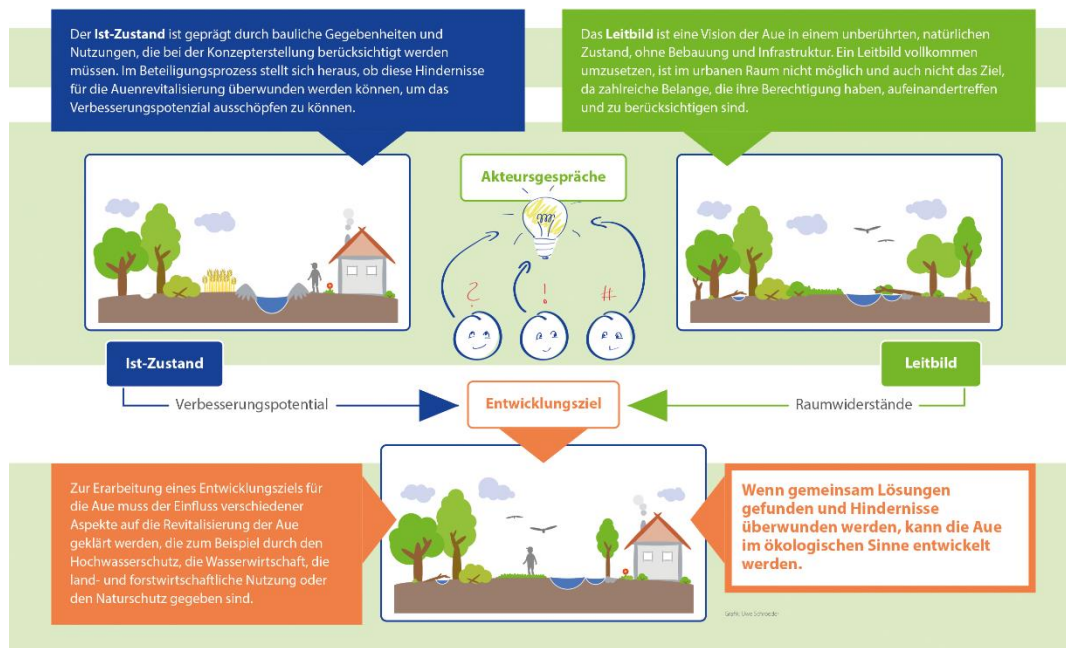 Der Ist-Zustand ist geprägt durch bauliche Gegebenheiten und
Nutzungen, die bei der Konzepterstellung berücksichtigt werden
müssen. Im Beteiligungsprozess stellt sich heraus, ob diese Hindernisse
für die Auenrevitalisierung überwunden werden können, um das
Verbesserungspotenzial ausschöpfen zu können.
Das Leitbild ist eine Vision der Aue in einem unberührten, natürlichen
Zustand, ohne Bebauung und Infrastruktur. Ein Leitbild vollkommen
umzusetzen, ist im urbanen Raum nicht möglich und auch nicht das Ziel,
da zahlreiche Belange, die ihre Berechtigung haben, aufeinandertreffen
und zu berücksichtigen sind.
Akteursgespräche
? ! #
Ist-Zustand
Leitbild
Verbesserungspotential
Entwicklungsziel
Raumwiderstände
Zur Erarbeitung eines Entwicklungsziels für
die Aue muss der Einfluss verschiedener
Aspekte auf die Revitalisierung der Aue
geklärt werden, die zum Beispiel durch den
Hochwasserschutz, die Wasserwirtschaft, die
land- und forstwirtschaftliche Nutzung oder
den Naturschutz gegeben sind.
Wenn gemeinsam Lösungen
gefunden und Hindernisse
überwunden werden, kann die Aue
im ökologischen Sinne entwickelt
werden.
Grafik: Uwe Schroeder